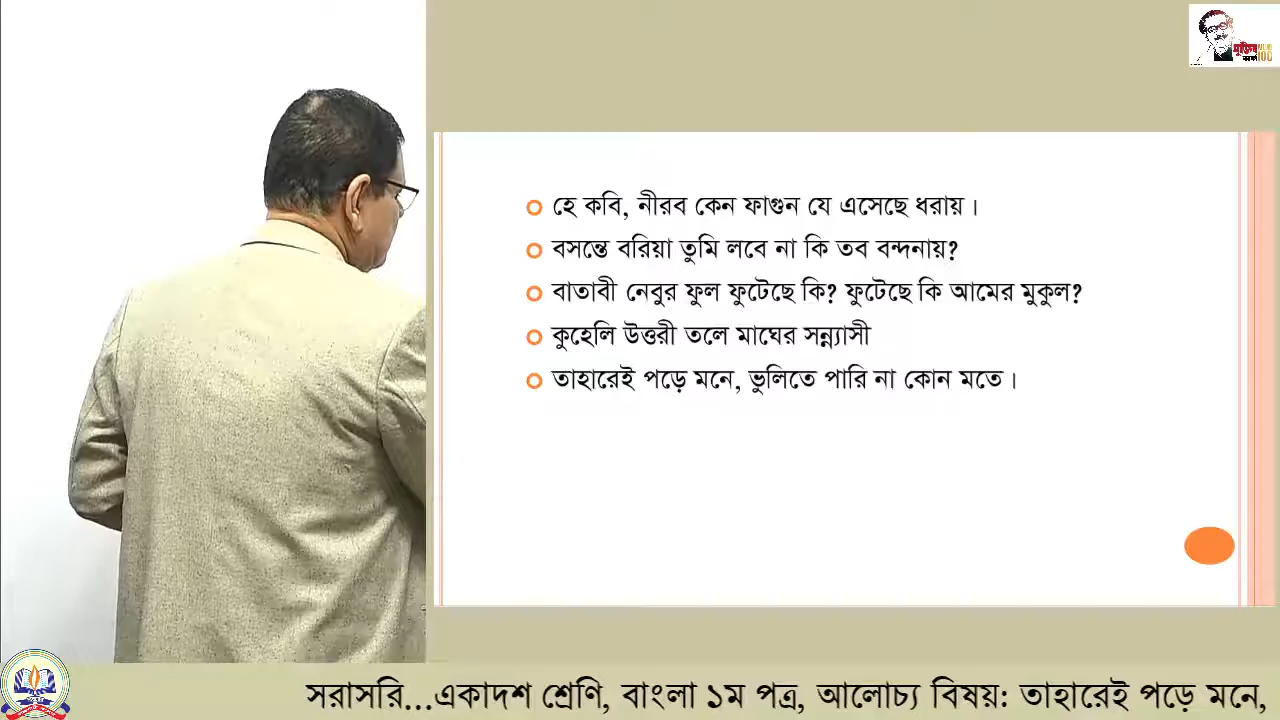 হে কবি, নীরব কেন ফাগুন যে এসেছে ধরায়।
বসন্তে বরিয়া তুমি লবে না কি তব বন্দনায়?
বাতাবী নেবুর ফুল ফুটেছে কি? ফুটেছে কি আমের মুকুল?
কুহেলি উত্তরী তলে মাঘের সন্ন্যাসী
তাহারেই পড়ে মনে, ভুলিতে পারি না কোন মতে।
সরাসরি...একাদশ শ্রেণি, বাংলা ১ম পত্র, আলোচ্য বিষয়: তাহারেই পড়ে মনে,